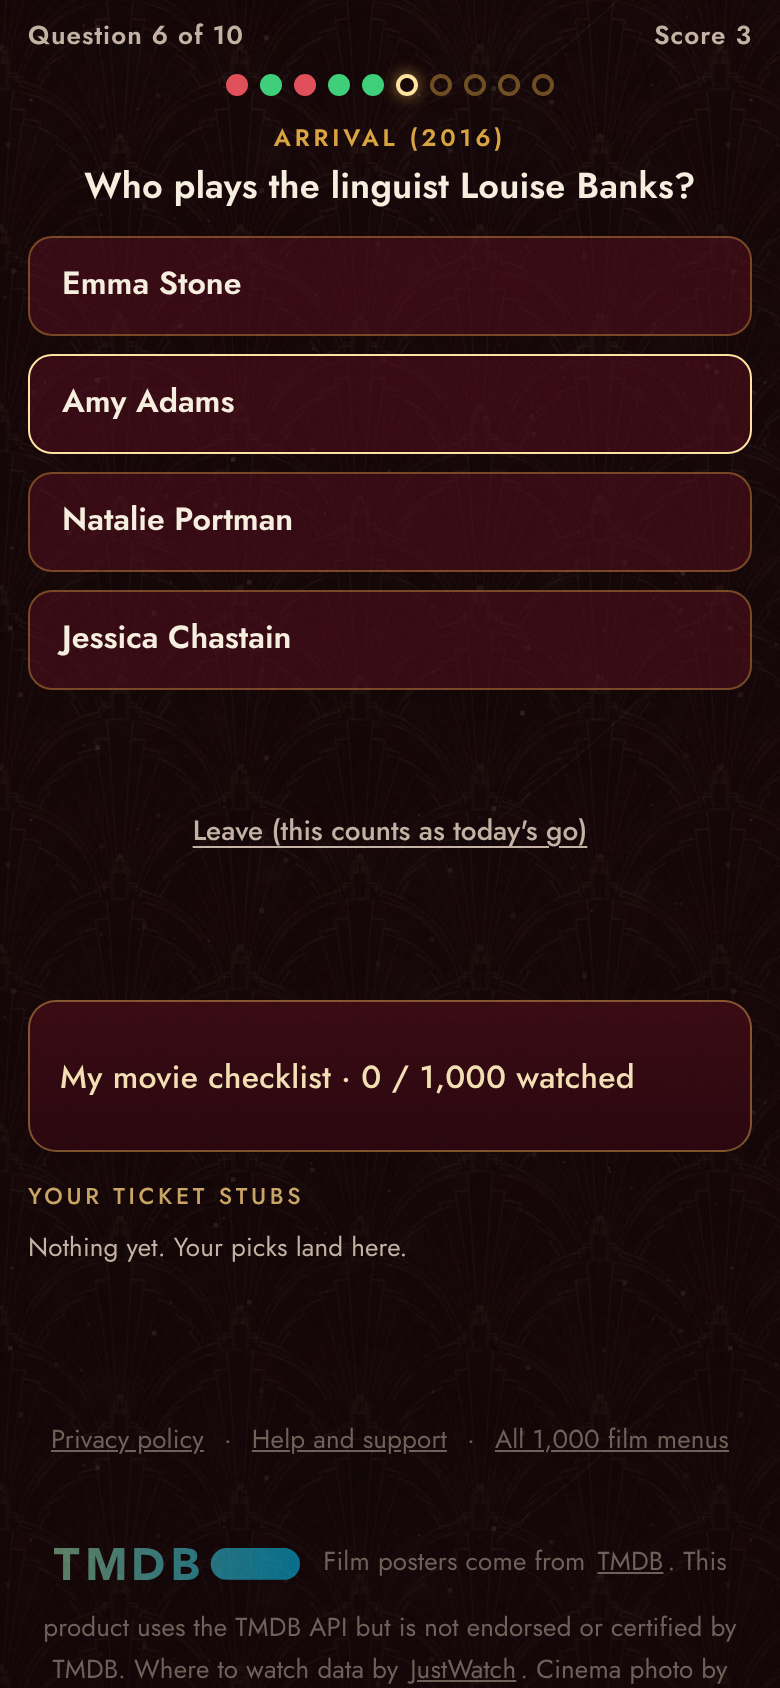 Question 6 of 10
Score 3
ARRIVAL (2016)
Who plays the linguist Louise Banks?
Emma Stone
Amy Adams
Natalie Portman
Jessica Chastain
Leave (this counts as today's go)
My movie checklist · 0 / 1,000 watched
YOUR TICKET STUBS
Nothing yet. Your picks land here.
Privacy policy · Help and support · All 1,000 film menus
TMDB Film posters come from TMDB. This
product uses the TMDB API but is not endorsed or certified by
TMDB. Where to watch data by JustWatch. Cinema photo by